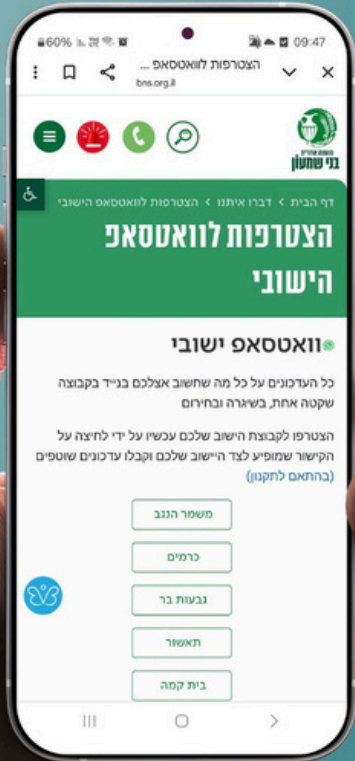 60% 09:47
הצטרפות לוואטסאפ ...
bns.org.il
מועצה אזורית
בני שמעון
דף הבית > דברו איתנו > הצטרפות לוואטסאפ הישובי
הצטרפות לוואטסאפ
הישובי
וואטסאפ ישובי
כל העדכונים על כל מה שחשוב אצלכם בנייד בקבוצה
שקטה אחת, בשיגרה ובחירום
הצטרפו לקבוצת הישוב שלכם עכשיו על ידי לחיצה על
הקישור שמופיע לצד היישוב שלכם וקבלו עדכונים שוטפים
(בהתאם לתקנון)
משמר הנגב
כרמים
גבעות בר
תאשור
בית קמה